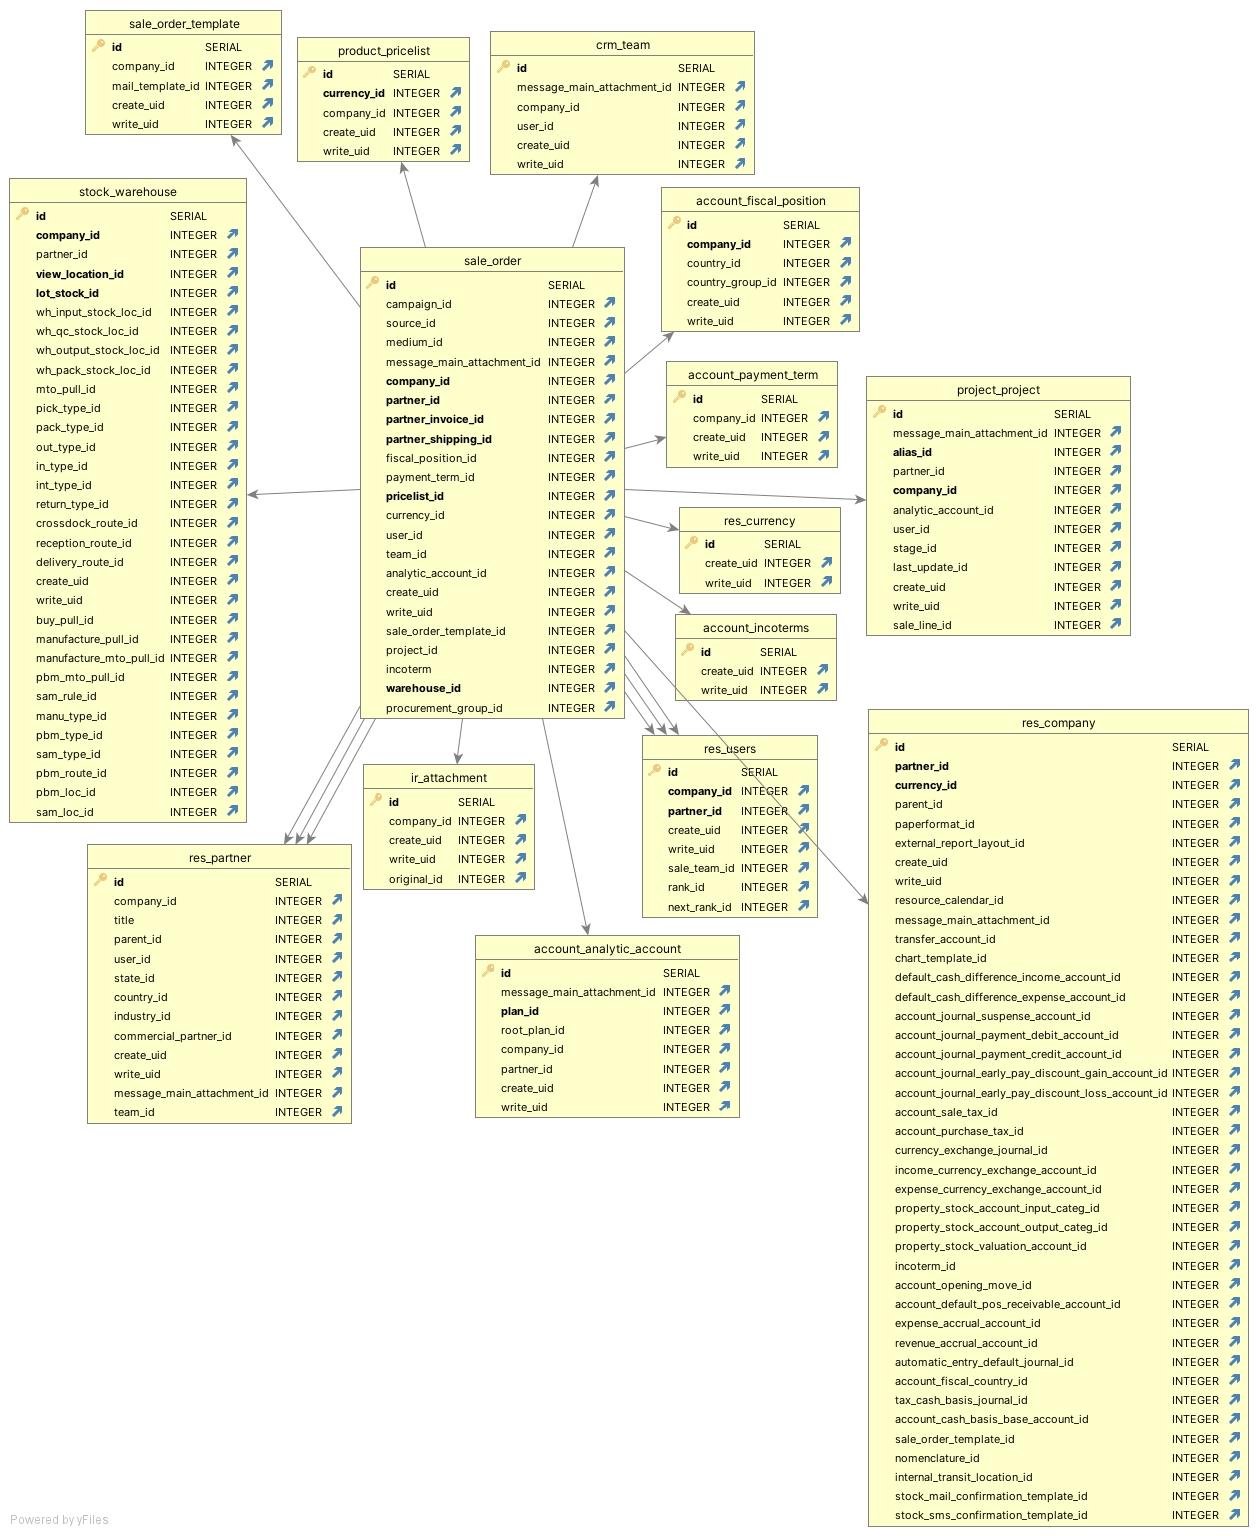 sale_order_template
id SERIAL
company_id INTEGER
mail_template_id INTEGER
create_uid INTEGER
write_uid INTEGER
product_pricelist
id SERIAL
currency_id INTEGER
company_id INTEGER
create_uid INTEGER
write_uid INTEGER
crm_team
id SERIAL
message_main_attachment_id INTEGER
company_id INTEGER
user_id INTEGER
create_uid INTEGER
write_uid INTEGER
stock_warehouse
id SERIAL
company_id INTEGER
partner_id INTEGER
view_location_id INTEGER
lot_stock_id INTEGER
wh_input_stock_loc_id INTEGER
wh_qc_stock_loc_id INTEGER
wh_output_stock_loc_id INTEGER
wh_pack_stock_loc_id INTEGER
mto_pull_id INTEGER
pick_type_id INTEGER
pack_type_id INTEGER
out_type_id INTEGER
in_type_id INTEGER
int_type_id INTEGER
return_type_id INTEGER
crossdock_route_id INTEGER
reception_route_id INTEGER
delivery_route_id INTEGER
create_uid INTEGER
write_uid INTEGER
buy_pull_id INTEGER
manufacture_pull_id INTEGER
manufacture_mto_pull_id INTEGER
pbm_mto_pull_id INTEGER
sam_rule_id INTEGER
manu_type_id INTEGER
pbm_type_id INTEGER
sam_type_id INTEGER
pbm_route_id INTEGER
pbm_loc_id INTEGER
sam_loc_id INTEGER
sale_order
id SERIAL
campaign_id INTEGER
source_id INTEGER
medium_id INTEGER
message_main_attachment_id INTEGER
company_id INTEGER
partner_id INTEGER
partner_invoice_id INTEGER
partner_shipping_id INTEGER
fiscal_position_id INTEGER
payment_term_id INTEGER
pricelist_id INTEGER
currency_id INTEGER
user_id INTEGER
team_id INTEGER
analytic_account_id INTEGER
create_uid INTEGER
write_uid INTEGER
sale_order_template_id INTEGER
project_id INTEGER
incoterm INTEGER
warehouse_id INTEGER
procurement_group_id INTEGER
account_fiscal_position
id SERIAL
company_id INTEGER
country_id INTEGER
country_group_id INTEGER
create_uid INTEGER
write_uid INTEGER
account_payment_term
id SERIAL
company_id INTEGER
create_uid INTEGER
write_uid INTEGER
project_project
id SERIAL
message_main_attachment_id INTEGER
alias_id INTEGER
partner_id INTEGER
company_id INTEGER
analytic_account_id INTEGER
user_id INTEGER
stage_id INTEGER
last_update_id INTEGER
create_uid INTEGER
write_uid INTEGER
sale_line_id INTEGER
res_currency
id SERIAL
create_uid INTEGER
write_uid INTEGER
account_incoterms
id SERIAL
create_uid INTEGER
write_uid INTEGER
res_users
id SERIAL
company_id INTEGER
partner_id INTEGER
create_uid INTEGER
write_uid INTEGER
sale_team_id INTEGER
rank_id INTEGER
next_rank_id INTEGER
ir_attachment
id SERIAL
company_id INTEGER
create_uid INTEGER
write_uid INTEGER
original_id INTEGER
res_partner
id SERIAL
company_id INTEGER
title INTEGER
parent_id INTEGER
user_id INTEGER
state_id INTEGER
country_id INTEGER
industry_id INTEGER
commercial_partner_id INTEGER
create_uid INTEGER
write_uid INTEGER
message_main_attachment_id INTEGER
team_id INTEGER
account_analytic_account
id SERIAL
message_main_attachment_id INTEGER
plan_id INTEGER
root_plan_id INTEGER
company_id INTEGER
partner_id INTEGER
create_uid INTEGER
write_uid INTEGER
res_company
id SERIAL
partner_id INTEGER
currency_id INTEGER
parent_id INTEGER
paperformat_id INTEGER
external_report_layout_id INTEGER
create_uid INTEGER
write_uid INTEGER
resource_calendar_id INTEGER
message_main_attachment_id INTEGER
transfer_account_id INTEGER
chart_template_id INTEGER
default_cash_difference_income_account_id INTEGER
default_cash_difference_expense_account_id INTEGER
account_journal_suspense_account_id INTEGER
account_journal_payment_debit_account_id INTEGER
account_journal_payment_credit_account_id INTEGER
account_journal_early_pay_discount_gain_account_id INTEGER
account_journal_early_pay_discount_loss_account_id INTEGER
account_sale_tax_id INTEGER
account_purchase_tax_id INTEGER
currency_exchange_journal_id INTEGER
income_currency_exchange_account_id INTEGER
expense_currency_exchange_account_id INTEGER
property_stock_account_input_categ_id INTEGER
property_stock_account_output_categ_id INTEGER
property_stock_valuation_account_id INTEGER
incoterm_id INTEGER
account_opening_move_id INTEGER
account_default_pos_receivable_account_id INTEGER
expense_accrual_account_id INTEGER
revenue_accrual_account_id INTEGER
automatic_entry_default_journal_id INTEGER
account_fiscal_country_id INTEGER
tax_cash_basis_journal_id INTEGER
account_cash_basis_base_account_id INTEGER
sale_order_template_id INTEGER
nomenclature_id INTEGER
internal_transit_location_id INTEGER
stock_mail_confirmation_template_id INTEGER
stock_sms_confirmation_template_id INTEGER
Powered by yFiles